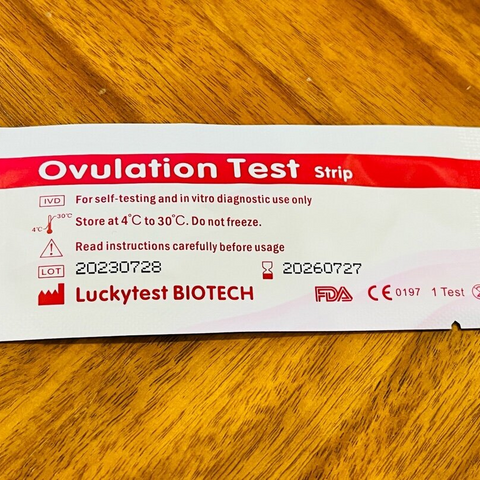 Ovulation Test Strip
IVD For self-testing and in vitro diagnostic use only
4℃ 30℃ Store at 4℃ to 30℃. Do not freeze.
Read instructions carefully before usage
LOT 20230728 20260727
Luckytest BIOTECH FDA CE 0197 1 Test